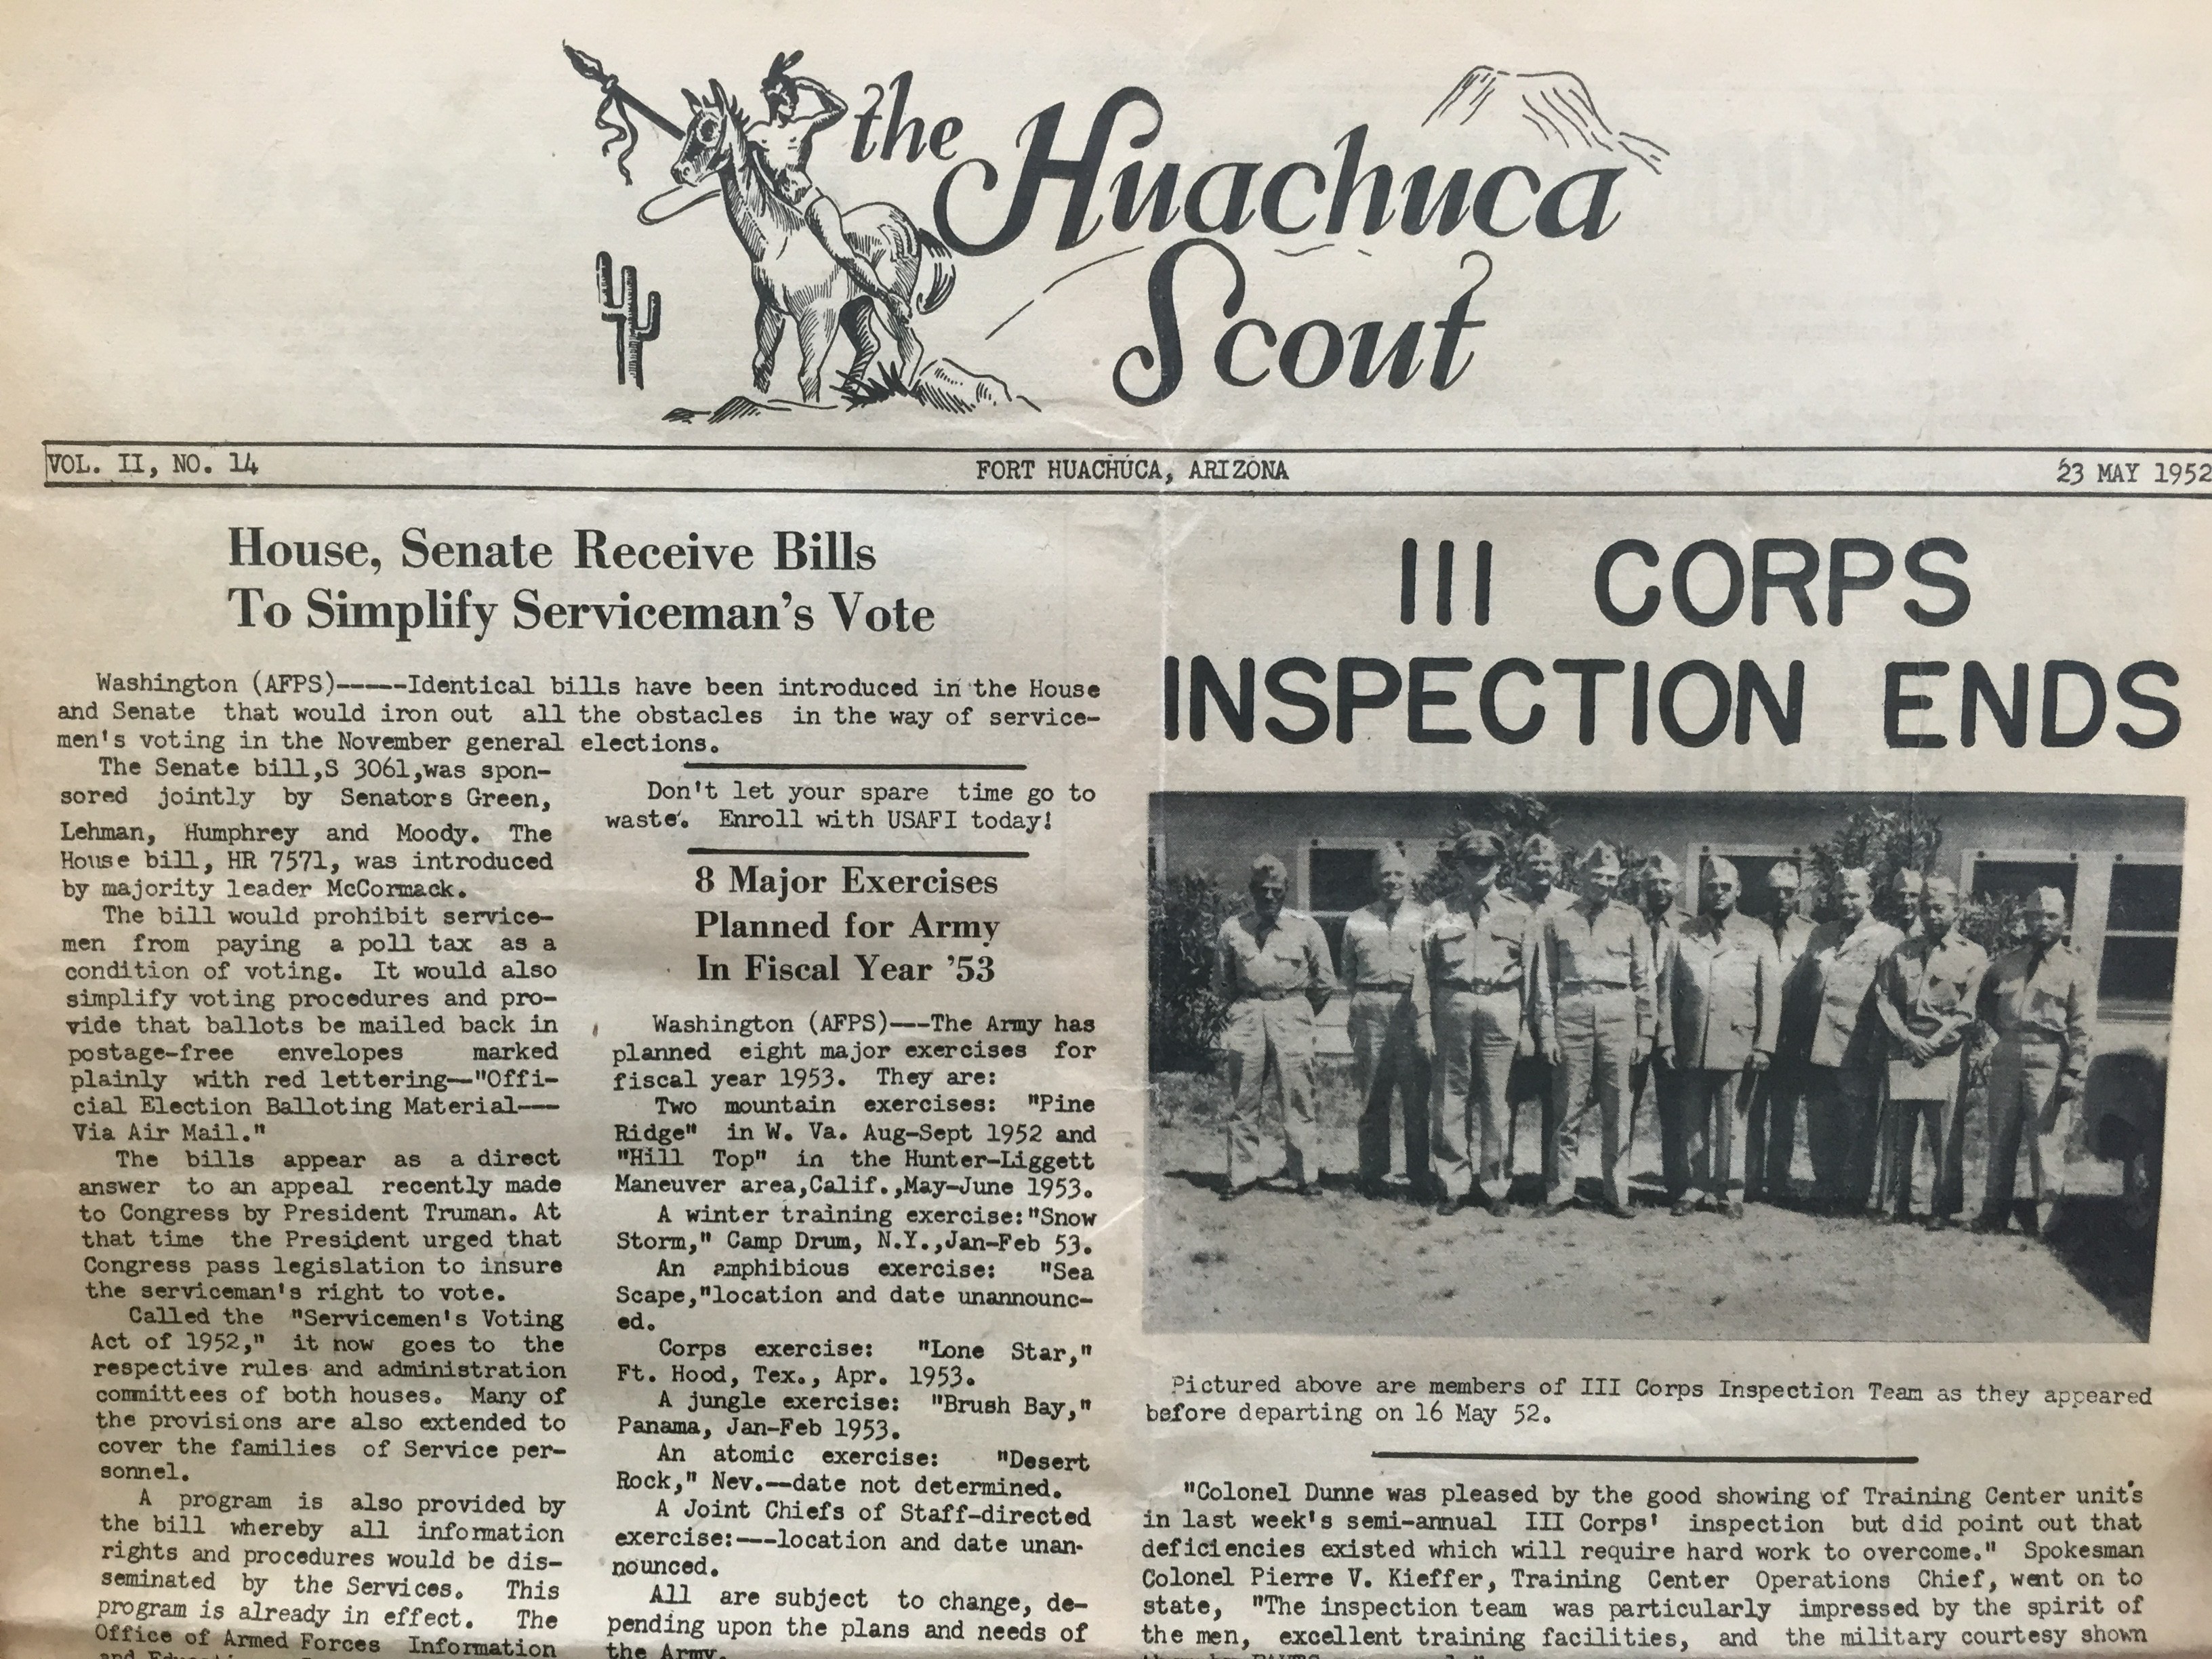 the Huachuca
Scout
VOL. II, NO. 14
FORT HUACHUCA, ARIZONA
23 MAY 1952
House, Senate Receive Bills
To Simplify Serviceman's Vote
Washington (AFPS)-----Identical bills have been introduced in the House
and Senate that would iron out all the obstacles in the way of service-
men's voting in the November general elections.
The Senate bill,S 3061,was spon-
sored jointly by Senators Green,
Lehman, Humphrey and Moody. The
House bill, HR 7571, was introduced
by majority leader McCormack.
The bill would prohibit service-
men from paying a poll tax as a
condition of voting. It would also
simplify voting procedures and pro-
vide that ballots be mailed back in
postage-free envelopes marked
plainly with red lettering--"Offi-
cial Election Balloting Material---
Via Air Mail."
The bills appear as a direct
answer to an appeal recently made
to Congress by President Truman. At
that time the President urged that
Congress pass legislation to insure
the serviceman's right to vote.
Called the "Servicemen's Voting
Act of 1952," it now goes to the
respective rules and administration
committees of both houses. Many of
the provisions are also extended to
cover the families of Service per-
sonnel.
A program is also provided by
the bill whereby all information
rights and procedures would be dis-
seminated by the Services. This
program is already in effect. The
Office of Armed Forces Information
and
Don't let your spare time go to
waste. Enroll with USAFI today!
8 Major Exercises
Planned for Army
In Fiscal Year '53
Washington (AFPS)---The Army has
planned eight major exercises for
fiscal year 1953. They are:
Two mountain exercises: "Pine
Ridge" in W. Va. Aug-Sept 1952 and
"Hill Top" in the Hunter-Liggett
Maneuver area,Calif.,May-June 1953.
A winter training exercise:"Snow
Storm," Camp Drum, N.Y.,Jan-Feb 53.
An amphibious exercise: "Sea
Scape,"location and date unannounc-
ed.
Corps exercise: "Lone Star,"
Ft. Hood, Tex., Apr. 1953.
A jungle exercise: "Brush Bay,"
Panama, Jan-Feb 1953.
An atomic exercise: "Desert
Rock," Nev.--date not determined.
A Joint Chiefs of Staff-directed
exercise:---location and date unan-
nounced.
All are subject to change, de-
pending upon the plans and needs of
the Army.
III CORPS
INSPECTION ENDS
Pictured above are members of III Corps Inspection Team as they appeared
before departing on 16 May 52.
"Colonel Dunne was pleased by the good showing of Training Center unit's
in last week's semi-annual III Corps' inspection but did point out that
deficiencies existed which will require hard work to overcome." Spokesman
Colonel Pierre V. Kieffer, Training Center Operations Chief, went on to
state, "The inspection team was particularly impressed by the spirit of
the men, excellent training facilities, and the military courtesy shown